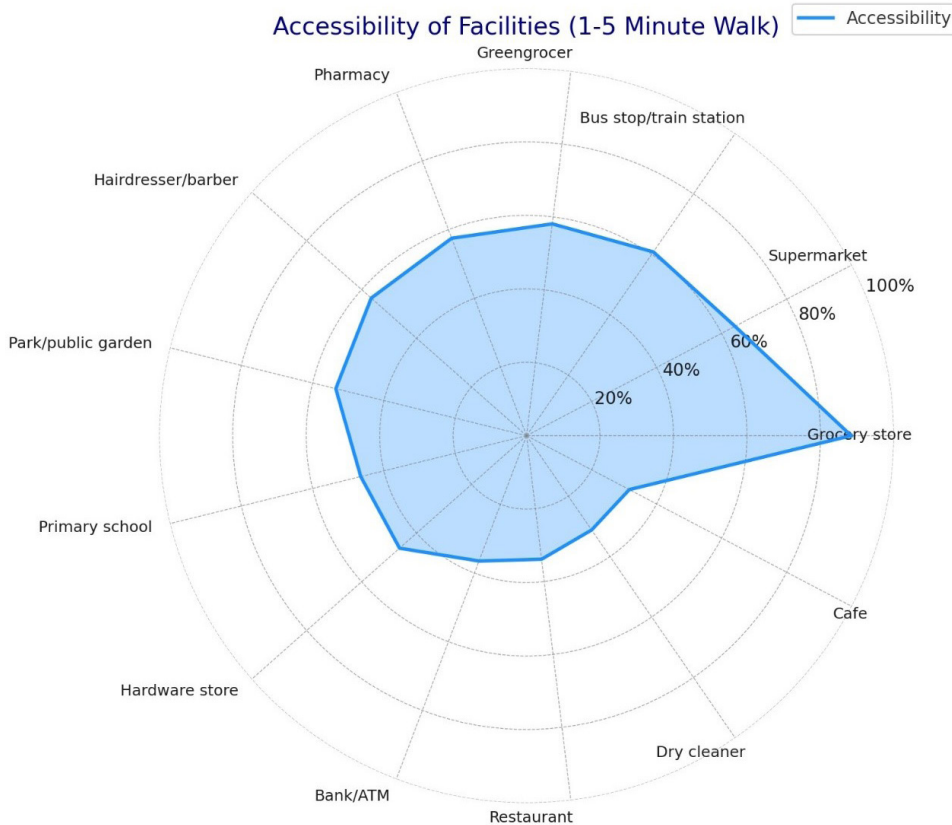 Accessibility of Facilities (1-5 Minute Walk)
Accessibility
Greengrocer
Pharmacy
Bus stop/train station
Hairdresser/barber
Supermarket
100%
80%
60%
40%
20%
Park/public garden
Grocery store
Primary school
Cafe
Hardware store
Dry cleaner
Bank/ATM
Restaurant